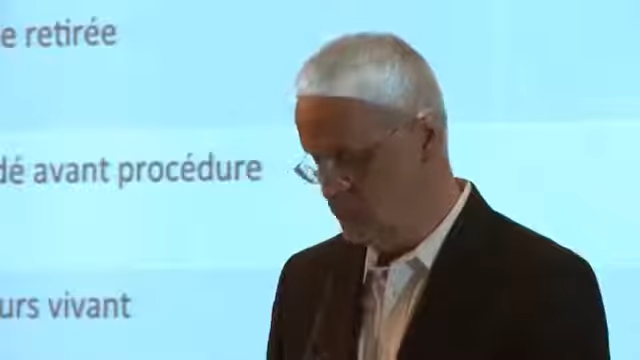 e retirée
dé avant procédure
urs vivant